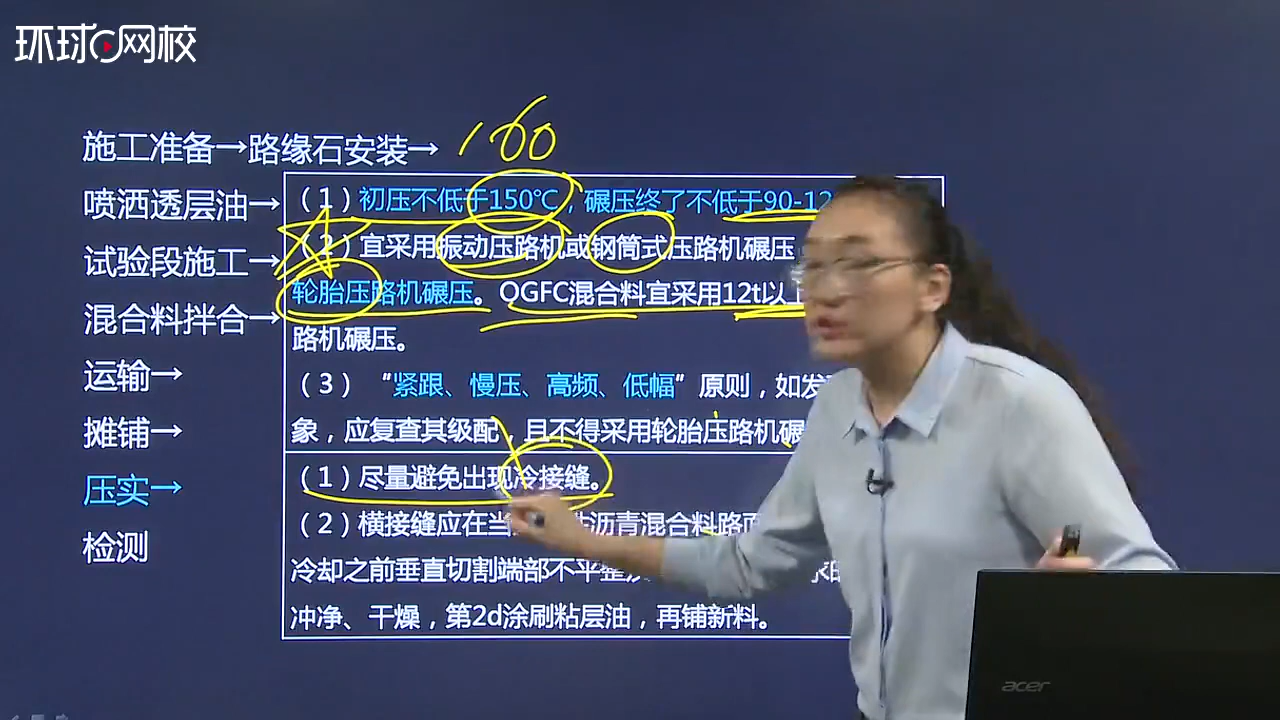 环球网校
施工准备→路缘石安装→
160
喷洒透层油→
试验段施工→
混合料拌合→
运输→
摊铺→
压实→
检测
（1）初压不低于150℃，碾压终了不低于90-12
（2）宜采用振动压路机或钢筒式压路机碾压
轮胎压路机碾压。OGFC混合料宜采用12t以上
路机碾压。
（3）“紧跟、慢压、高频、低幅”原则，如发
象，应复查其级配，且不得采用轮胎压路机碾
（1）尽量避免出现冷接缝。
（2）横接缝应在当 沥青混合料路面
冷却之前垂直切割端部不平整
冲净、干燥，第2d涂刷粘层油，再铺新料。
acer